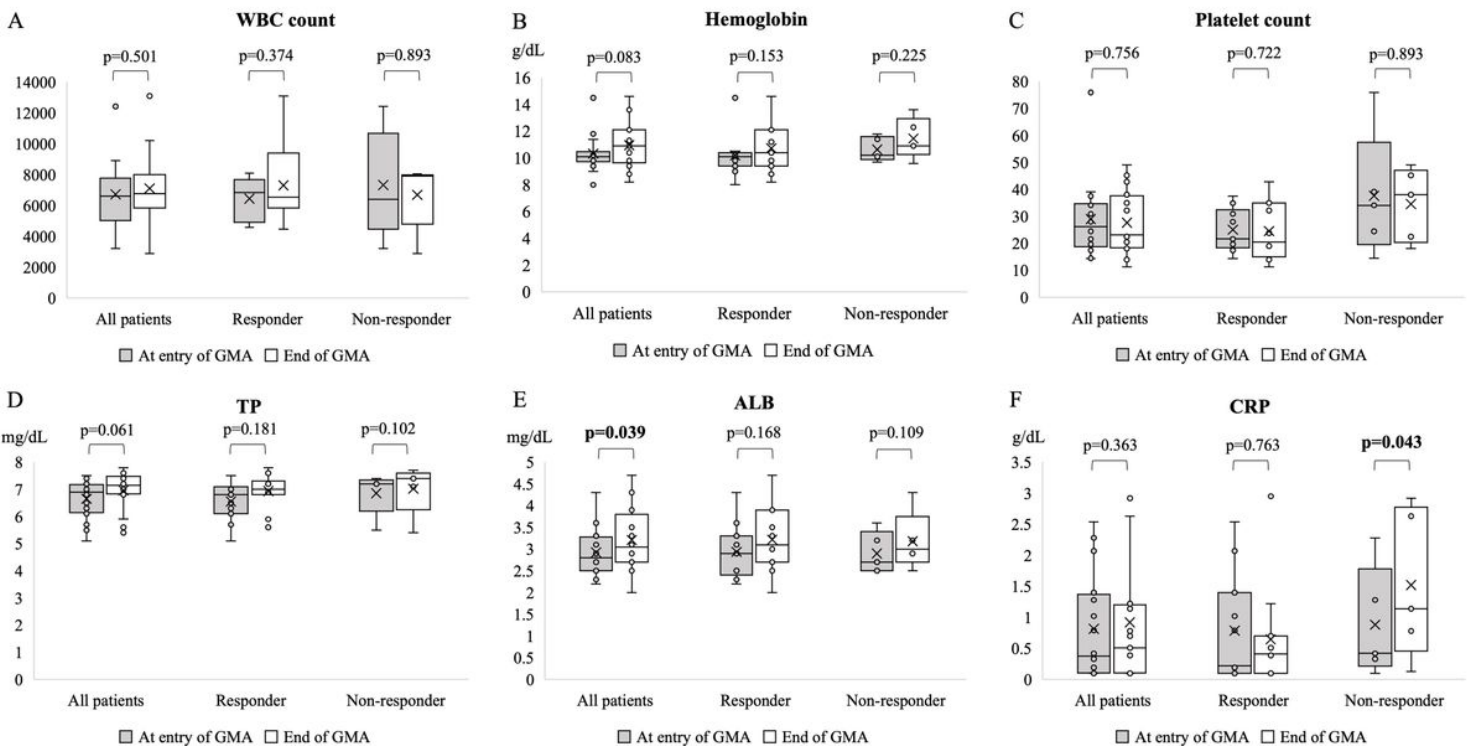 A WBC count
p=0.501 p=0.374 p=0.893
14000
12000
10000
8000
6000
4000
2000
0
All patients Responder Non-responder
At entry of GMA End of GMA
B Hemoglobin
g/dL
p=0.083 p=0.153 p=0.225
16
14
12
10
8
6
4
2
0
All patients Responder Non-responder
At entry of GMA End of GMA
C Platelet count
p=0.756 p=0.722 p=0.893
80
70
60
50
40
30
20
10
0
All patients Responder Non-responder
At entry of GMA End of GMA
D TP
mg/dL
p=0.061 p=0.181 p=0.102
8
7
6
5
4
3
2
1
0
All patients Responder Non-responder
At entry of GMA End of GMA
E ALB
mg/dL
p=0.039 p=0.168 p=0.109
5
4.5
4
3.5
3
2.5
2
1.5
1
0.5
0
All patients Responder Non-responder
At entry of GMA End of GMA
F CRP
g/dL
p=0.363 p=0.763 p=0.043
3.5
3
2.5
2
1.5
1
0.5
0
All patients Responder Non-responder
At entry of GMA End of GMA